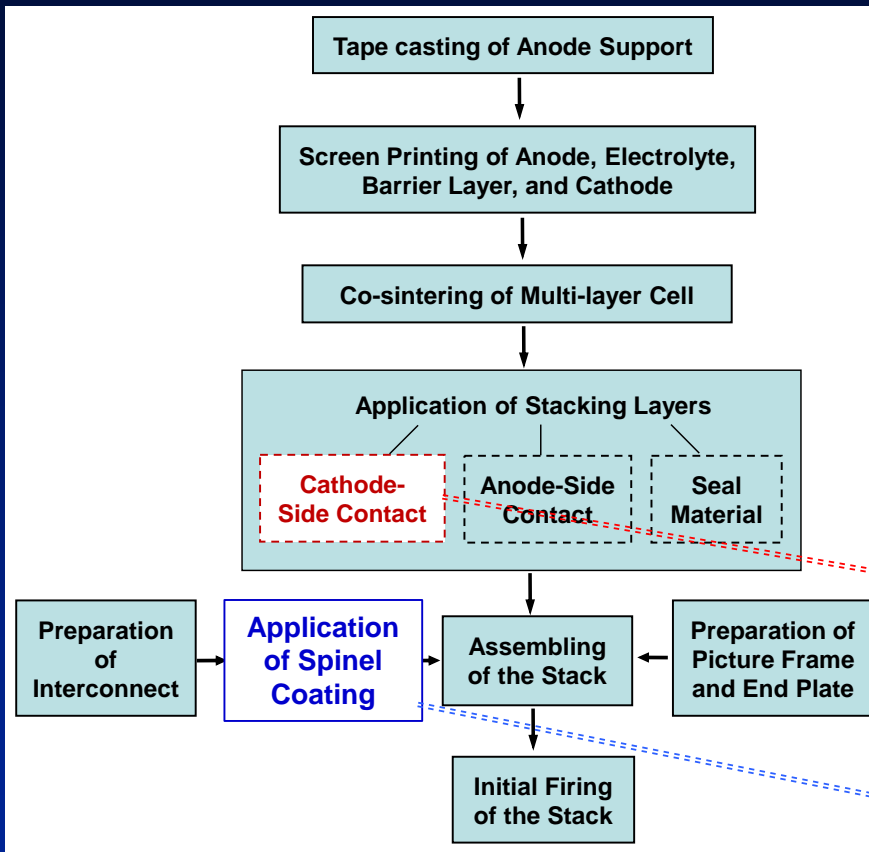 Tape casting of Anode Support
Screen Printing of Anode, Electrolyte,
Barrier Layer, and Cathode
Co-sintering of Multi-layer Cell
Application of Stacking Layers
Cathode-
Side Contact
Anode-Side
Contact
Seal
Material
Preparation
of
Interconnect
Application
of Spinel
Coating
Assembling
of the Stack
Preparation of
Picture Frame
and End Plate
Initial Firing
of the Stack